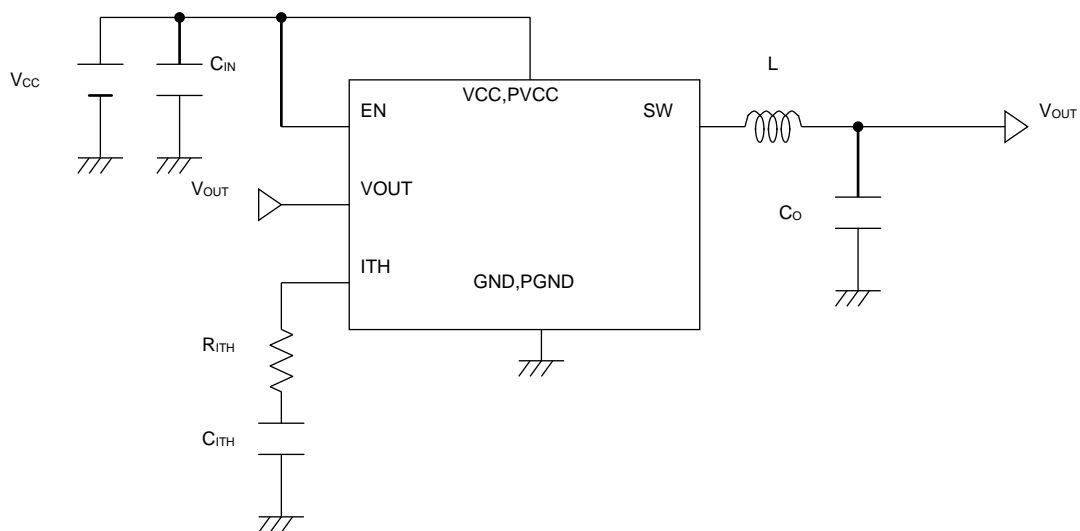 VCC
CIN
L
VCC,PVCC
EN
SW
VOUT
VOUT
VOUT
CO
ITH
GND,PGND
RITH
CITH